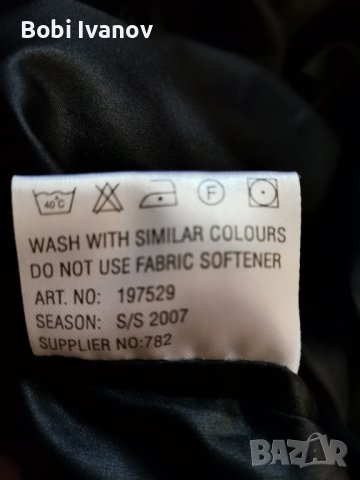 Bobi Ivanov
40°C F
WASH WITH SIMILAR COLOURS
DO NOT USE FABRIC SOFTENER
ART. NO: 197529
SEASON: S/S 2007
SUPPLIER NO:782
BAZAR